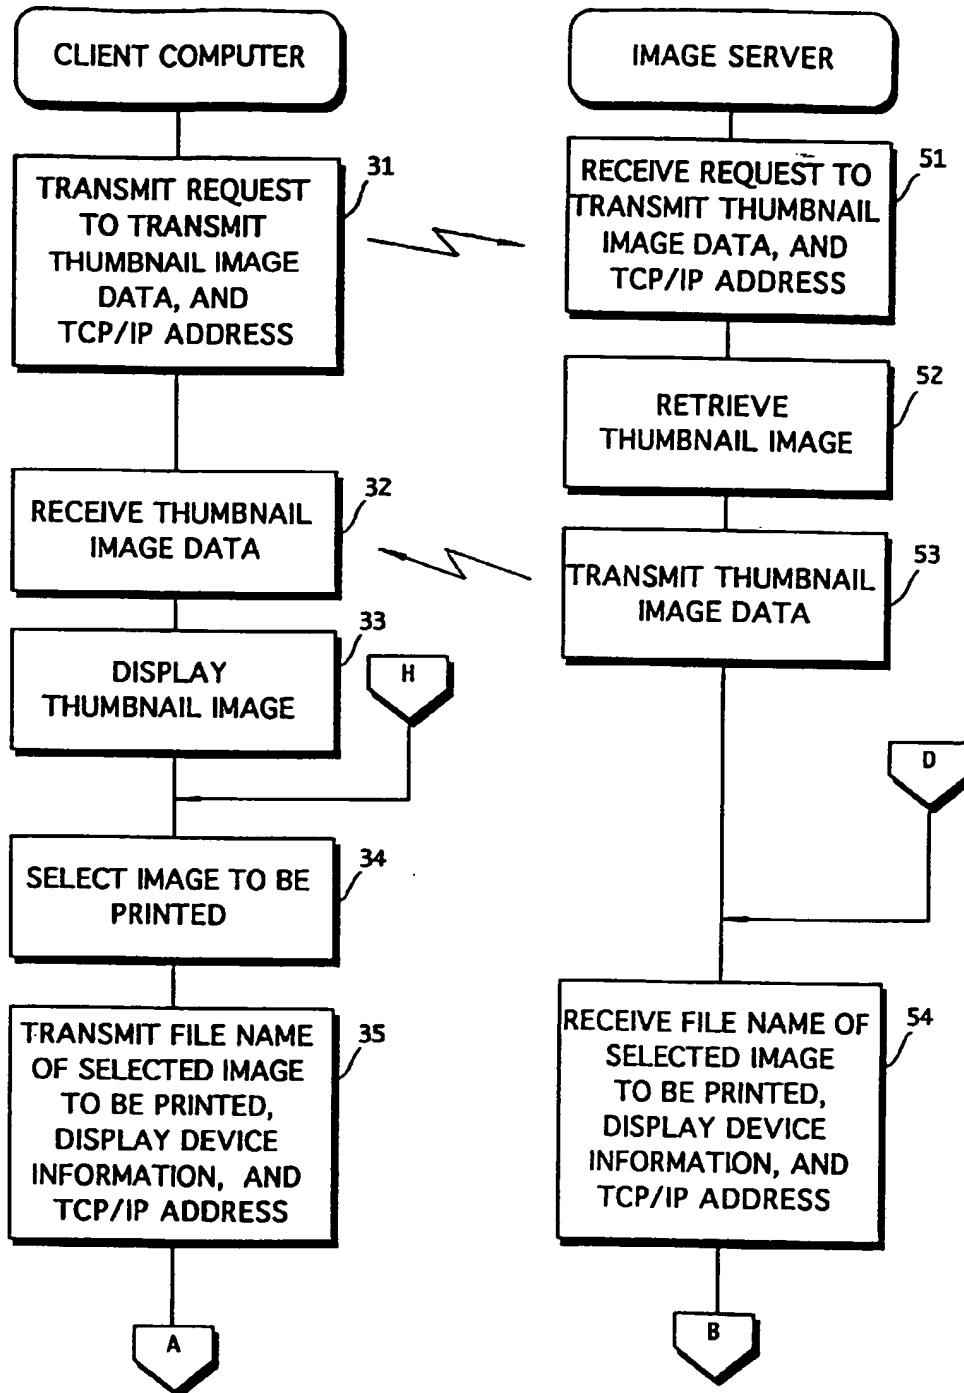 CLIENT COMPUTER
31
TRANSMIT REQUEST
TO TRANSMIT
THUMBNAIL IMAGE
DATA, AND
TCP/IP ADDRESS
32
RECEIVE THUMBNAIL
IMAGE DATA
33
DISPLAY
THUMBNAIL IMAGE
H
34
SELECT IMAGE TO BE
PRINTED
35
TRANSMIT FILE NAME
OF SELECTED IMAGE
TO BE PRINTED,
DISPLAY DEVICE
INFORMATION, AND
TCP/IP ADDRESS
A
IMAGE SERVER
51
RECEIVE REQUEST TO
TRANSMIT THUMBNAIL
IMAGE DATA, AND
TCP/IP ADDRESS
52
RETRIEVE
THUMBNAIL IMAGE
53
TRANSMIT THUMBNAIL
IMAGE DATA
D
54
RECEIVE FILE NAME OF
SELECTED IMAGE
TO BE PRINTED,
DISPLAY DEVICE
INFORMATION, AND
TCP/IP ADDRESS
B